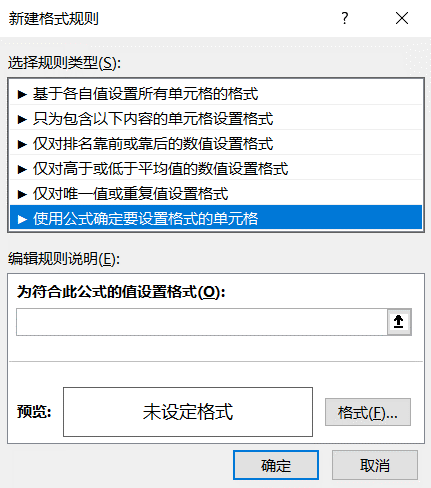 新建格式规则
选择规则类型(S):
► 基于各自值设置所有单元格的格式
► 只为包含以下内容的单元格设置格式
► 仅对排名靠前或靠后的数值设置格式
► 仅对高于或低于平均值的数值设置格式
► 仅对唯一值或重复值设置格式
► 使用公式确定要设置格式的单元格
编辑规则说明(E):
为符合此公式的值设置格式(O):
预览: 未设定格式 格式(F)...
确定 取消